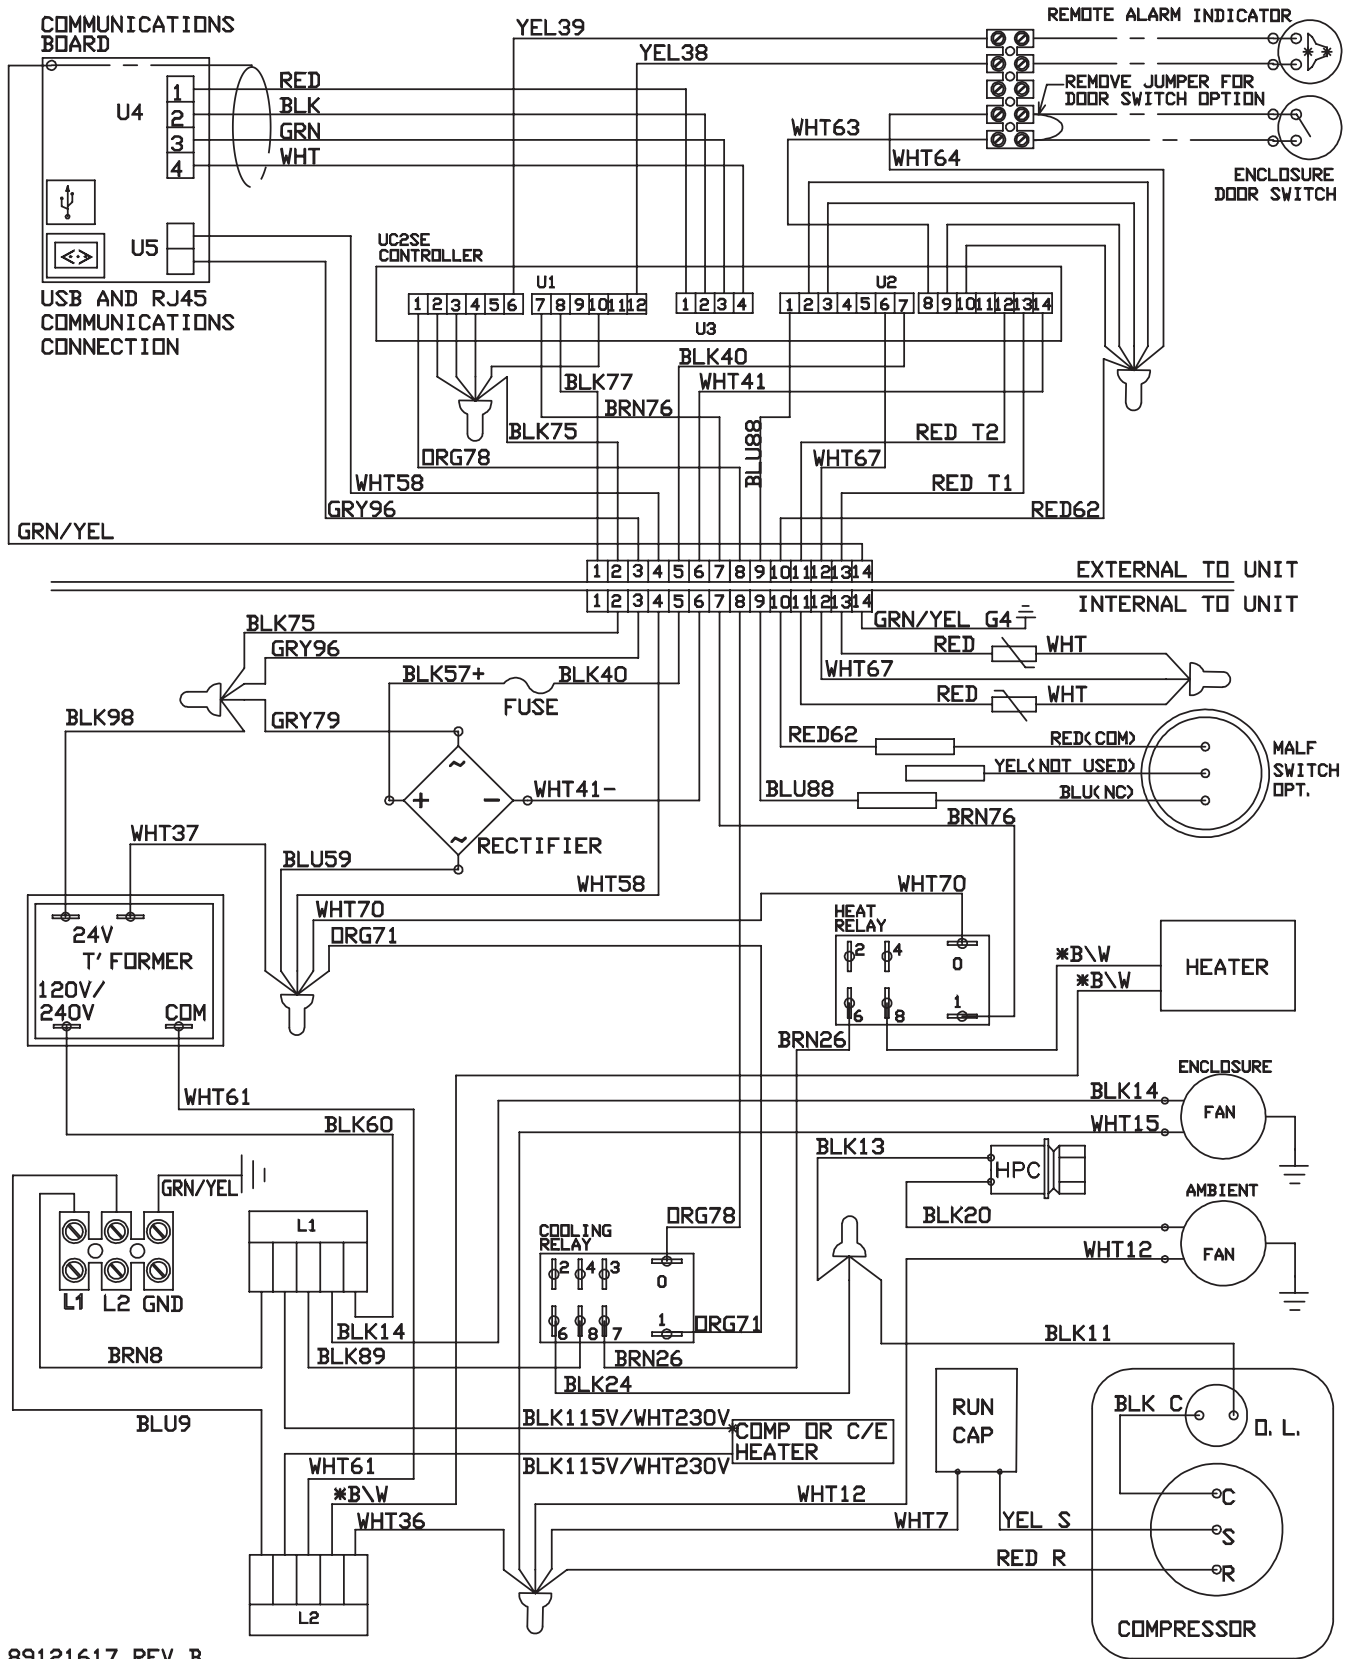 COMMUNICATIONS
BOARD
YEL39
REMOTE ALARM INDICATOR
YEL38
RED
1
REMOVE JUMPER FOR
DOOR SWITCH OPTION
U4
BLK
2
GRN
3
WHT63
WHT
4
WHT64
ENCLOSURE
DOOR SWITCH
U5
UC2SE
CONTROLLER
U1
U2
1 2 3 4 5 6
7 8 9 10 11 12
1 2 3 4
1 2 3 4 5 6 7
8 9 10 11 12 13 14
U3
USB AND RJ45
COMMUNICATIONS
CONNECTION
BLK40
BLK77
WHT41
BRN76
BLK75
BLU88
RED T2
ORG78
WHT67
WHT58
RED T1
GRY96
RED62
GRN/YEL
1 2 3 4 5 6 7 8 9 10 11 12 13 14
EXTERNAL TO UNIT
1 2 3 4 5 6 7 8 9 10 11 12 13 14
INTERNAL TO UNIT
BLK75
GRN/YEL G4
GRY96
RED
WHT
BLK57+
BLK40
WHT67
FUSE
RED
WHT
BLK98
GRY79
RED62
RED(COM)
MALF
SWITCH
OPT.
~
YEL(NOT USED)
+
-
WHT41-
BLU88
BLU(NC)
BRN76
WHT37
~
RECTIFIER
BLU59
WHT58
WHT70
WHT70
HEAT
RELAY
24V
ORG71
2
4
0
*B\W
HEATER
T'FORMER
*B\W
120V/
240V
COM
6
8
1
BRN26
ENCLOSURE
FAN
WHT61
BLK14
BLK60
WHT15
BLK13
HPC
GRN/YEL
AMBIENT
FAN
L1
ORG78
BLK20
COOLING
RELAY
WHT12
2
4
3
0
L1 L2 GND
6
8
7
1
ORG71
BLK14
BLK11
BRN8
BLK89
BRN26
BLK24
BLU9
BLK115V/WHT230V
RUN
CAP
BLK C
O.L.
*COMP OR C/E
HEATER
WHT61
BLK115V/WHT230V
*B\W
WHT12
C
WHT36
WHT7
YEL S
S
RED R
R
L2
COMPRESSOR
89121617 REV B